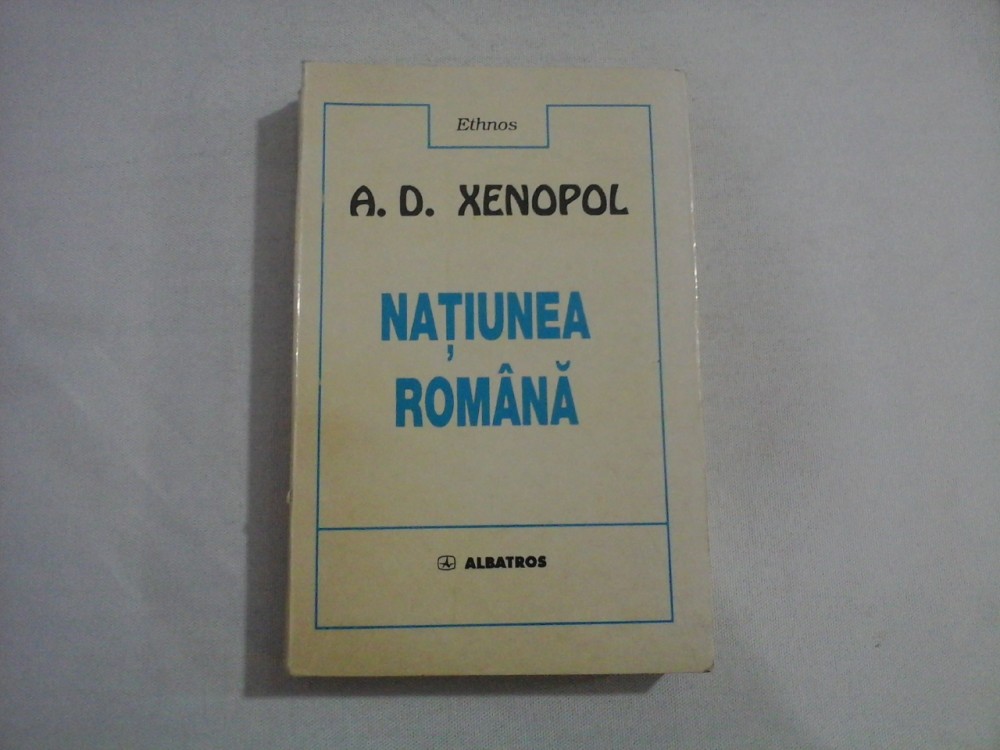 Ethnos
A. D. XENOPOL
NAȚIUNEA
ROMÂNĂ
ALBATROS